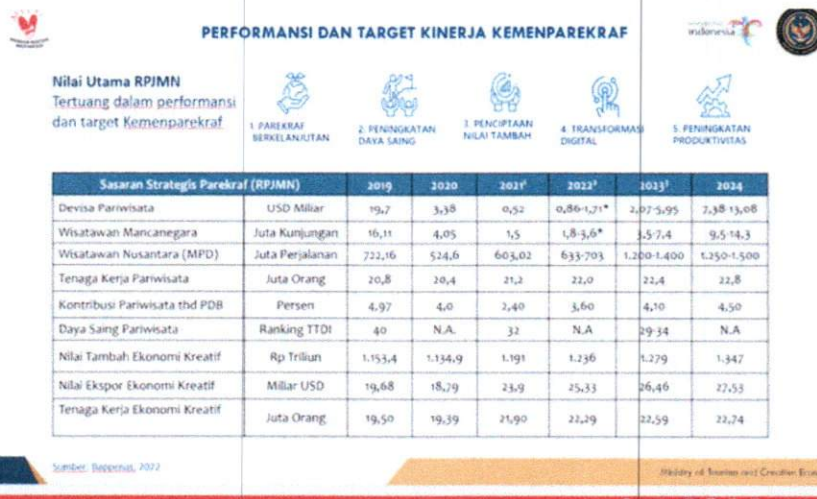 PERFORMANSI DAN TARGET KINERJA KEMENPAREKRAF
indonesia
Nilai Utama RPJMN
Tertuang dalam performansi
dan target Kemenparekraf
1. PAREKRAF
BERKELANJUTAN
2. PENINGKATAN
DAYA SAING
3. PENCIPTAAN
NILAI TAMBAH
4. TRANSFORMASI
DIGITAL
5. PENINGKATAN
PRODUKTIVITAS
Sasaran Strategis Parekraf (RPJMN) 2019 2020 2021¹ 2022² 2023³ 2024
Devisa Pariwisata USD Miliar 19,7 3,38 0,52 0,86-1,71* 2,07-5,95 7,38-13,08
Wisatawan Mancanegara Juta Kunjungan 16,11 4,05 1,5 1,8-3,6* 3,5-7,4 9,5-14,3
Wisatawan Nusantara (MPD) Juta Perjalanan 722,16 524,6 603,02 633-703 1.200-1.400 1.250-1.500
Tenaga Kerja Pariwisata Juta Orang 20,8 20,4 21,2 22,0 22,4 22,8
Kontribusi Pariwisata thd PDB Persen 4,97 4,0 2,40 3,60 4,10 4,50
Daya Saing Pariwisata Ranking TTDI 40 N.A. 32 N.A 29-34 N.A
Nilai Tambah Ekonomi Kreatif Rp Triliun 1.153,4 1.134,9 1.191 1.236 1.279 1.347
Nilai Ekspor Ekonomi Kreatif Miliar USD 19,68 18,79 23,9 25,33 26,46 27,53
Tenaga Kerja Ekonomi Kreatif Juta Orang 19,50 19,39 21,90 22,29 22,59 22,74
Sumber: Bappenas, 2022
Ministry of Tourism and Creative